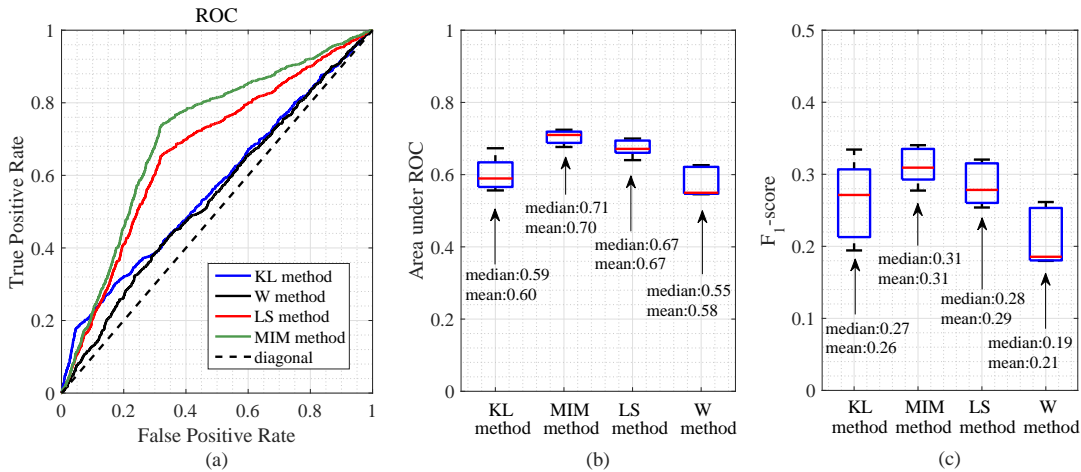 ROC
True Positive Rate
1
0.8
0.6
0.4
0.2
0
KL method
W method
LS method
MIM method
diagonal
0 0.2 0.4 0.6 0.8 1
False Positive Rate
(a)
Area under ROC
1
0.8
0.6
0.4
0.2
0
median:0.59
mean:0.60
median:0.71
mean:0.70
median:0.67
mean:0.67
median:0.55
mean:0.58
KL MIM LS W
method method method method
(b)
F1-score
0.5
0.4
0.3
0.2
0.1
0
median:0.27
mean:0.26
median:0.31
mean:0.31
median:0.28
mean:0.29
median:0.19
mean:0.21
KL MIM LS W
method method method method
(c)